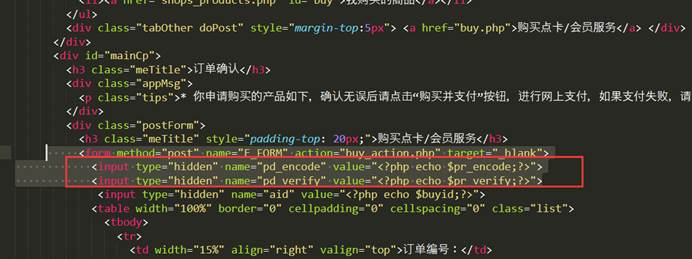 <li><a href="shops_products.php" id="buy">我购买的商品</a></li>
</ul>
<div class="tabOther doPost" style="margin-top:5px"> <a href="buy.php">购买点卡/会员服务</a> </div>
</div>
<div id="mainCp">
<h3 class="meTitle">订单确认</h3>
<div class="appMsg">
<p class="tips">* 你申请购买的产品如下，确认无误后请点击“购买并支付”按钮，进行网上支付，如果支付失败，请
</div>
<div class="postForm">
<h3 class="meTitle" style="padding-top: 20px;">购买点卡/会员服务</h3>
<form method="post" name="F_FORM" action="buy_action.php" target="_blank">
<input type="hidden" name="pd_encode" value="<?php echo $pr_encode;?>">
<input type="hidden" name="pd_verify" value="<?php echo $pr_verify;?>">
<input type="hidden" name="aid" value="<?php echo $buyid;?>">
<table width="100%" border="0" cellpadding="0" cellspacing="0" class="list">
<tbody>
<tr>
<td width="15%" align="right" valign="top">订单编号：</td>